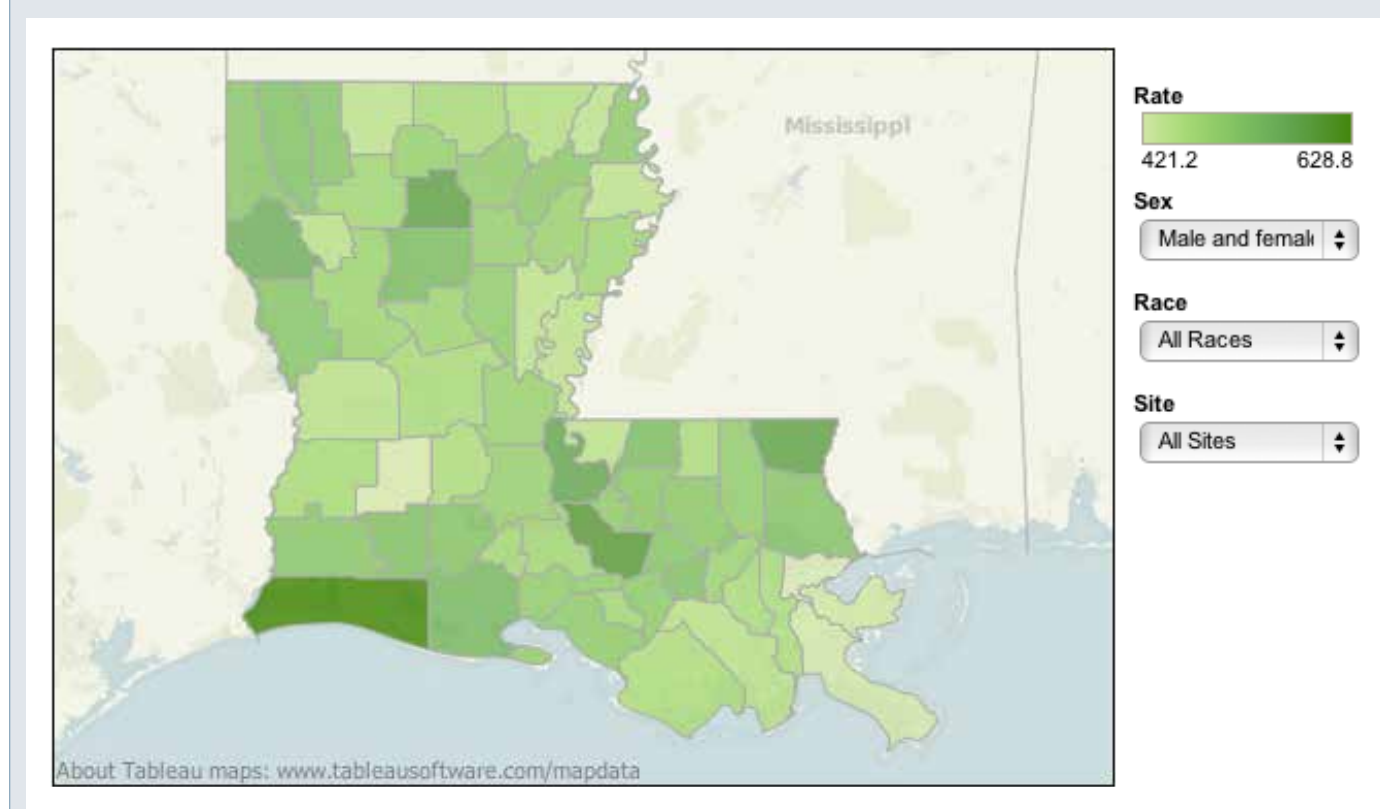 Mississippi
Rate
421.2 628.8
Sex
Male and femal
Race
All Races
Site
All Sites
About Tableau maps: www.tableausoftware.com/mapdata